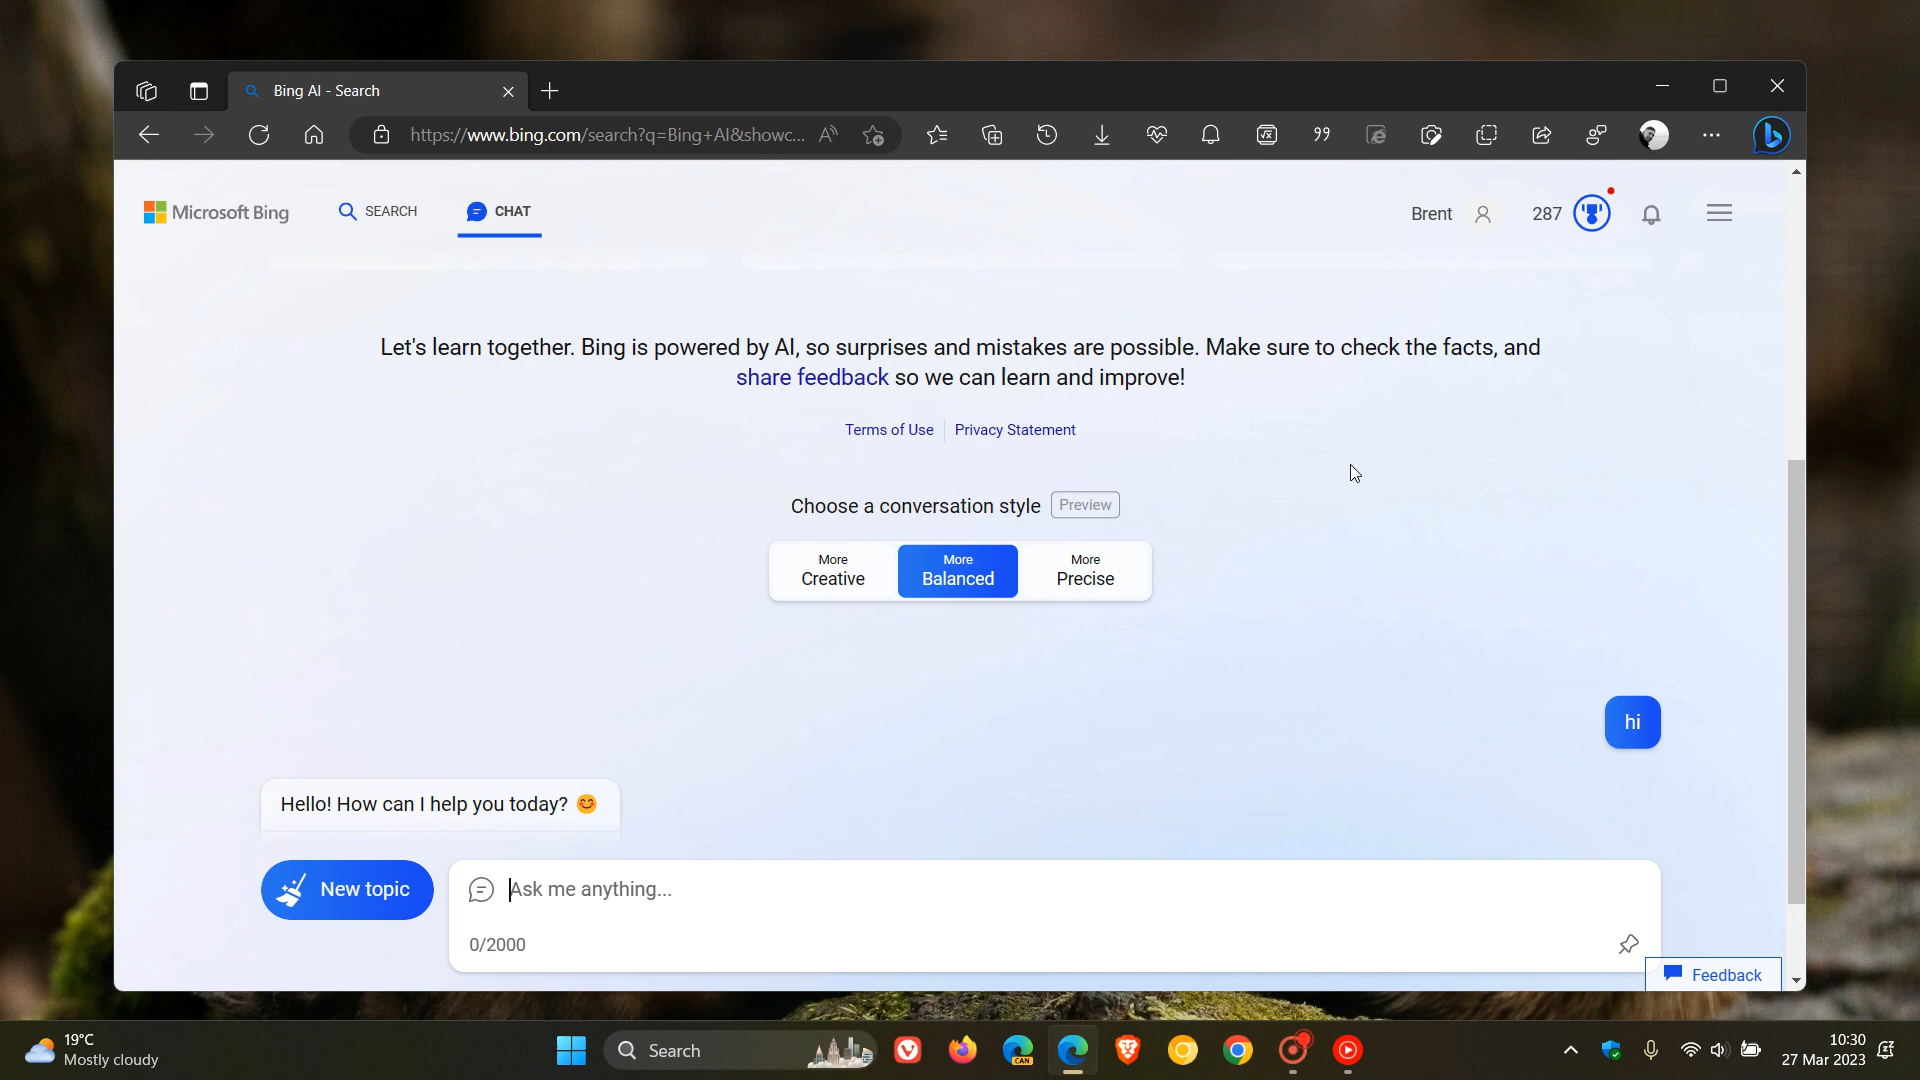 Bing AI - Search
https://www.bing.com/search?q=Bing+AI&showc...
Microsoft Bing
SEARCH
CHAT
Brent
287
Let's learn together. Bing is powered by AI, so surprises and mistakes are possible. Make sure to check the facts, and
share feedback so we can learn and improve!
Terms of Use
Privacy Statement
Choose a conversation style Preview
More
Creative
More
Balanced
More
Precise
hi
Hello! How can I help you today? 😊
New topic
Ask me anything...
0/2000
Feedback
19°C
Mostly cloudy
Search
CAN
10:30
27 Mar 2023